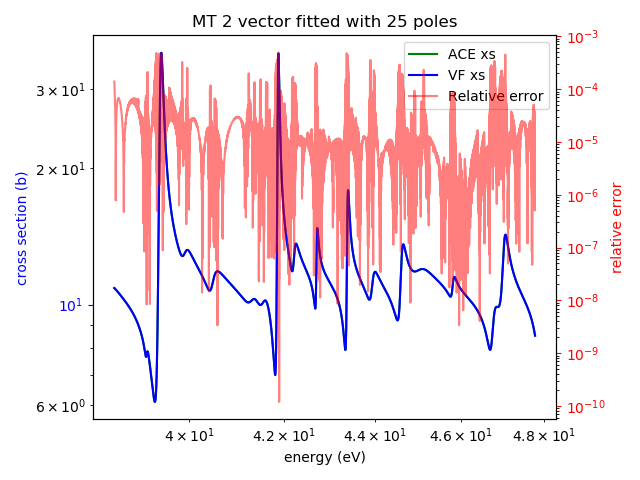 MT 2 vector fitted with 25 poles
ACE xs
VF xs
Relative error
cross section (b)
3 × 10¹
2 × 10¹
10¹
6 × 10⁰
relative error
10⁻³
10⁻⁴
10⁻⁵
10⁻⁶
10⁻⁷
10⁻⁸
10⁻⁹
10⁻¹⁰
4 × 10¹ 4.2 × 10¹ 4.4 × 10¹ 4.6 × 10¹ 4.8 × 10¹
energy (eV)